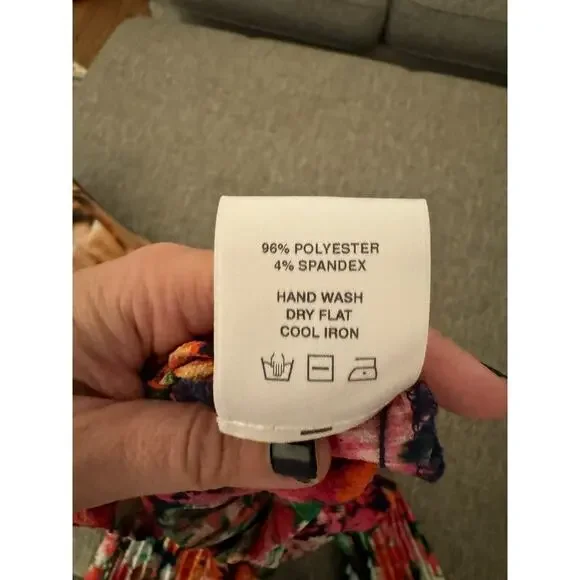 96% POLYESTER
4% SPANDEX
HAND WASH
DRY FLAT
COOL IRON